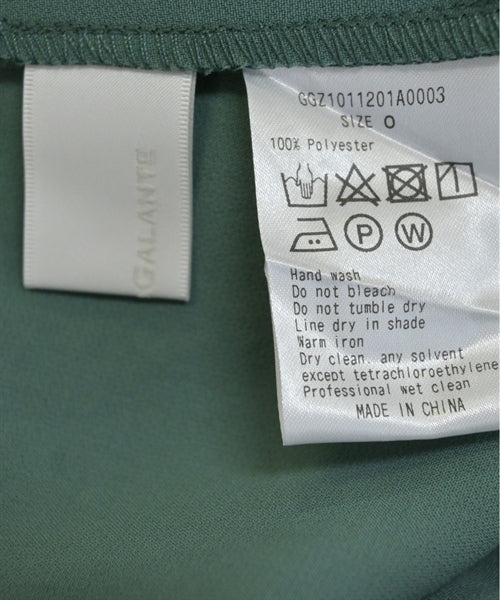 GALANTE
GGZ1011201A0003
SIZE 0
100% Polyester
P W
Hand wash
Do not bleach
Do not tumble dry
Line dry in shade
Warm iron
Dry clean, any solvent
except tetrachloroethylene
Professional wet clean
MADE IN CHINA